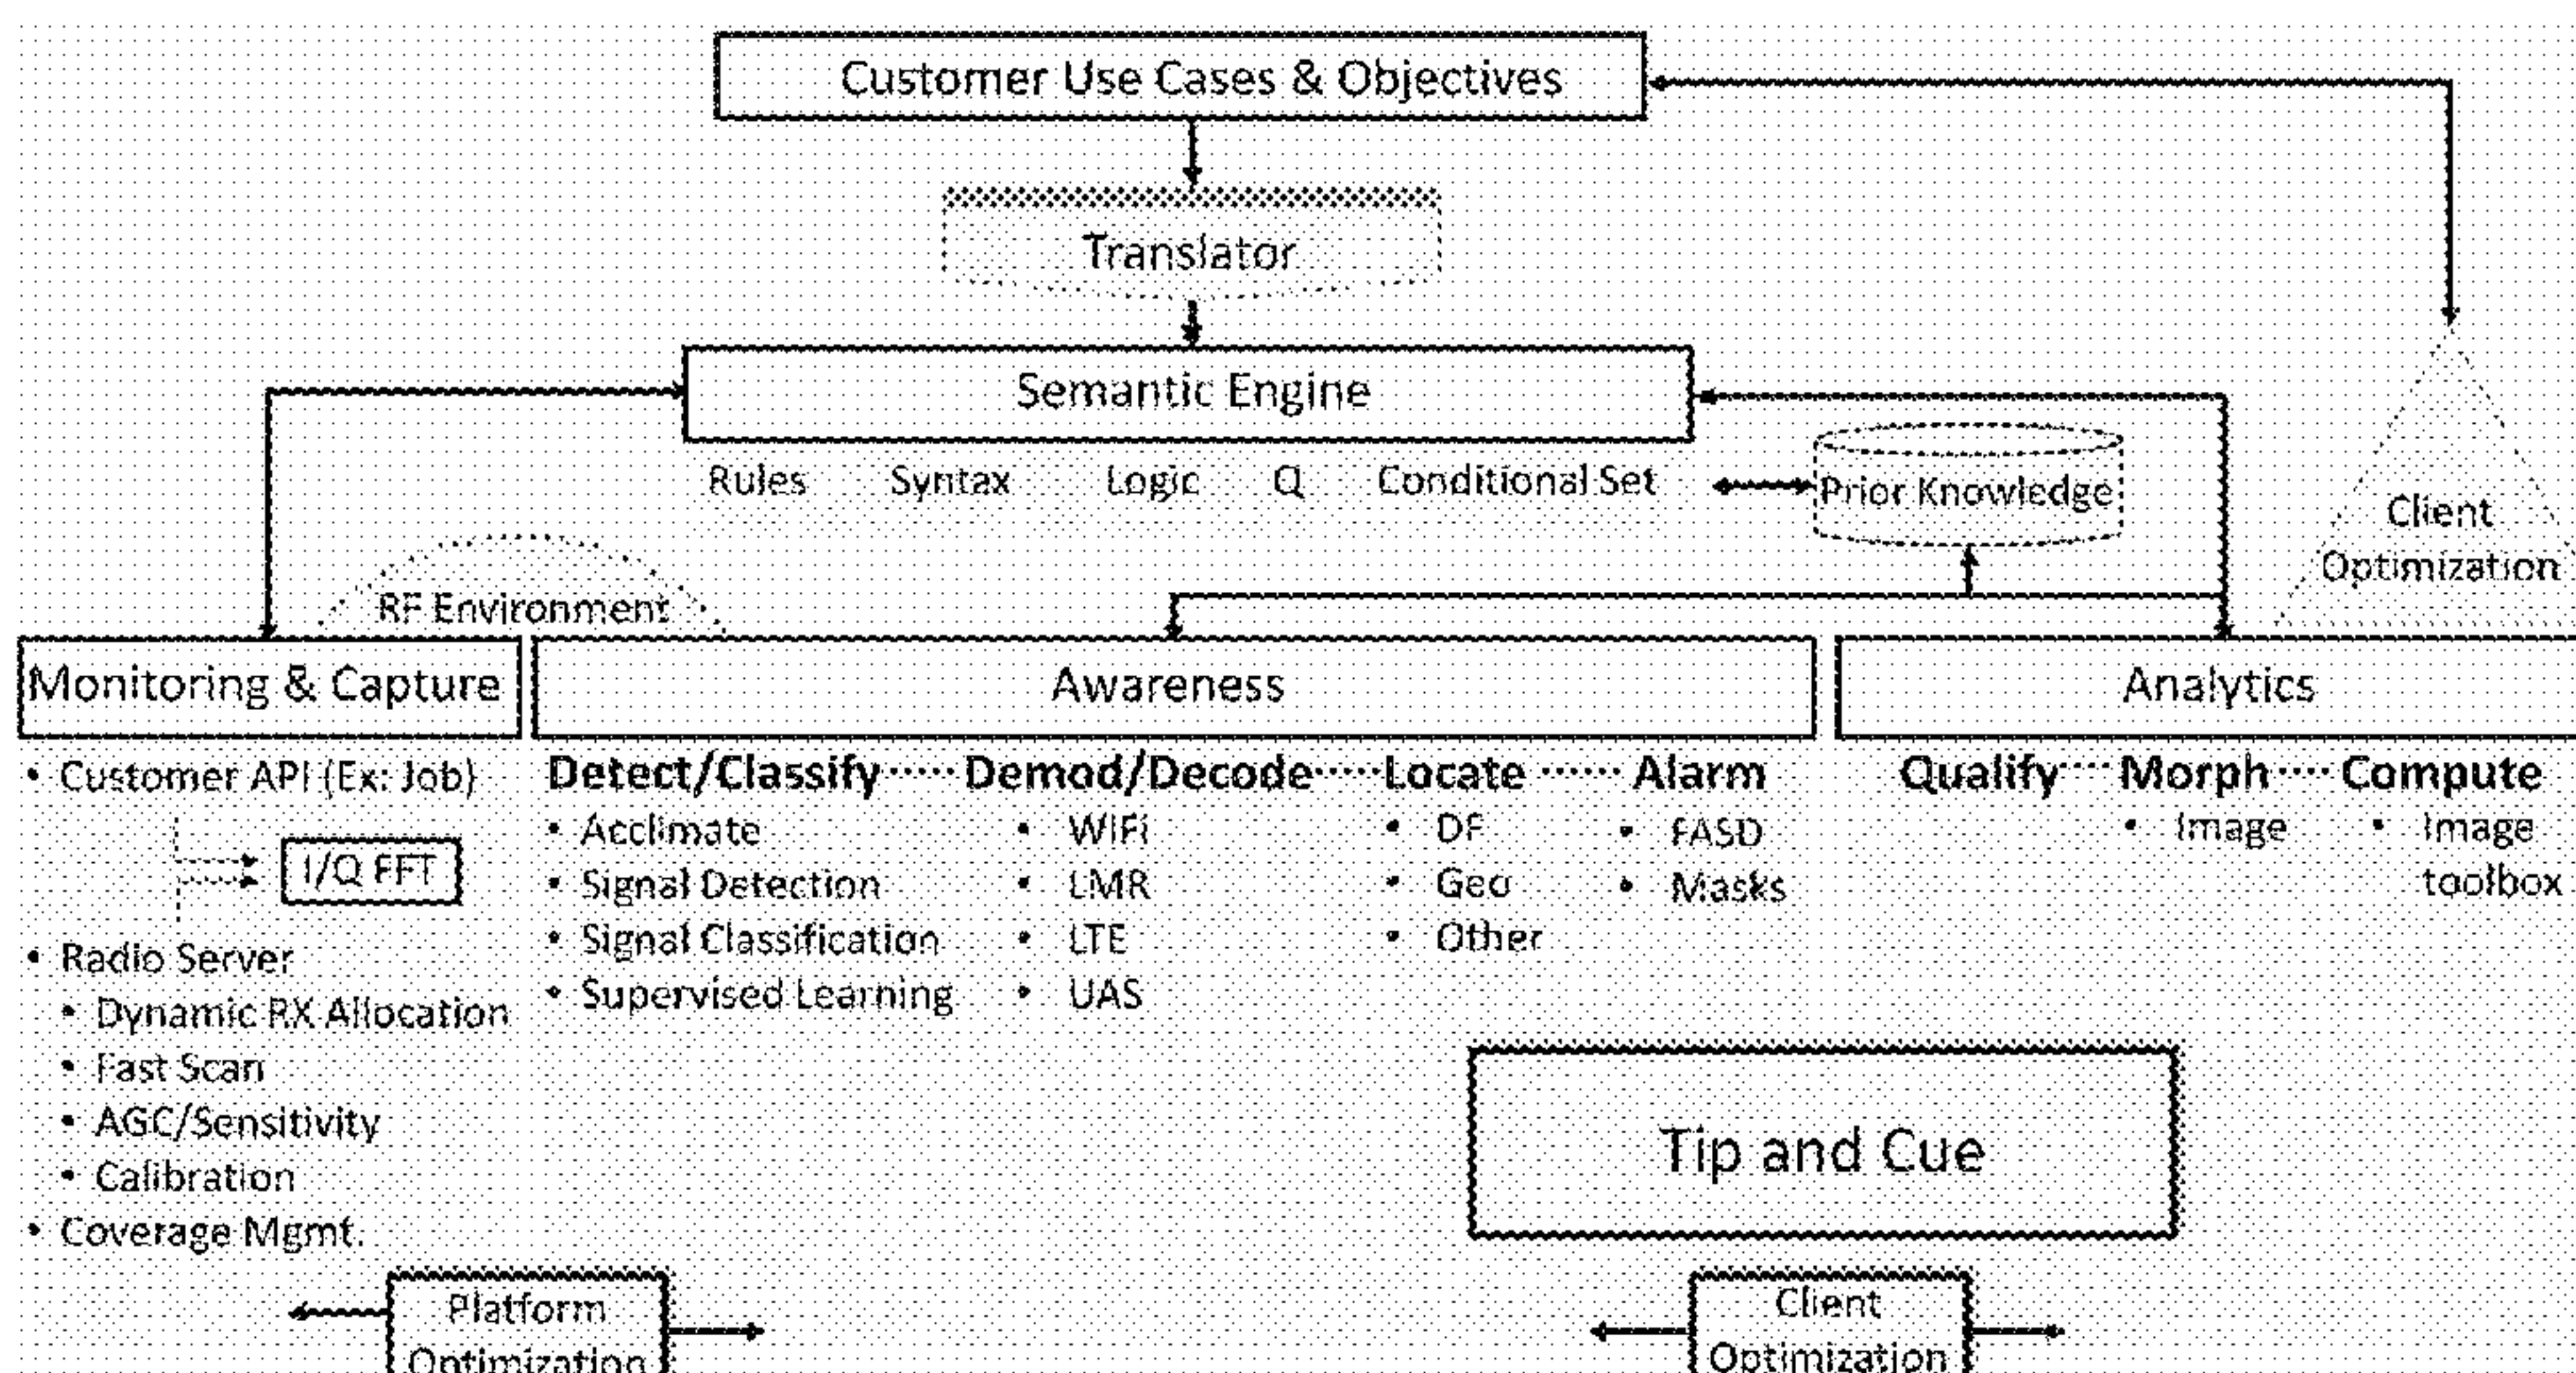 Customer Use Cases & Objectives
Translator
Semantic Engine
Rules Syntax Logic Q Conditional Set
Prior Knowledge
Client
Optimization
RF Environment
Monitoring & Capture
Awareness
Analytics
• Customer API (Ex: Job)
I/Q FFT
• Radio Server
• Dynamic RX Allocation
• Fast Scan
• AGC/Sensitivity
• Calibration
• Coverage Mgmt.
Detect/Classify ····· Demod/Decode ····· Locate ······ Alarm
• Acclimate
• Signal Detection
• Signal Classification
• Supervised Learning
• WiFi
• LMR
• LTE
• UAS
• DF
• Geo
• Other
• FASD
• Masks
Qualify ···· Morph ···· Compute
• Image
• Image
toolbox
Tip and Cue
Platform
Optimization
Client
Optimization